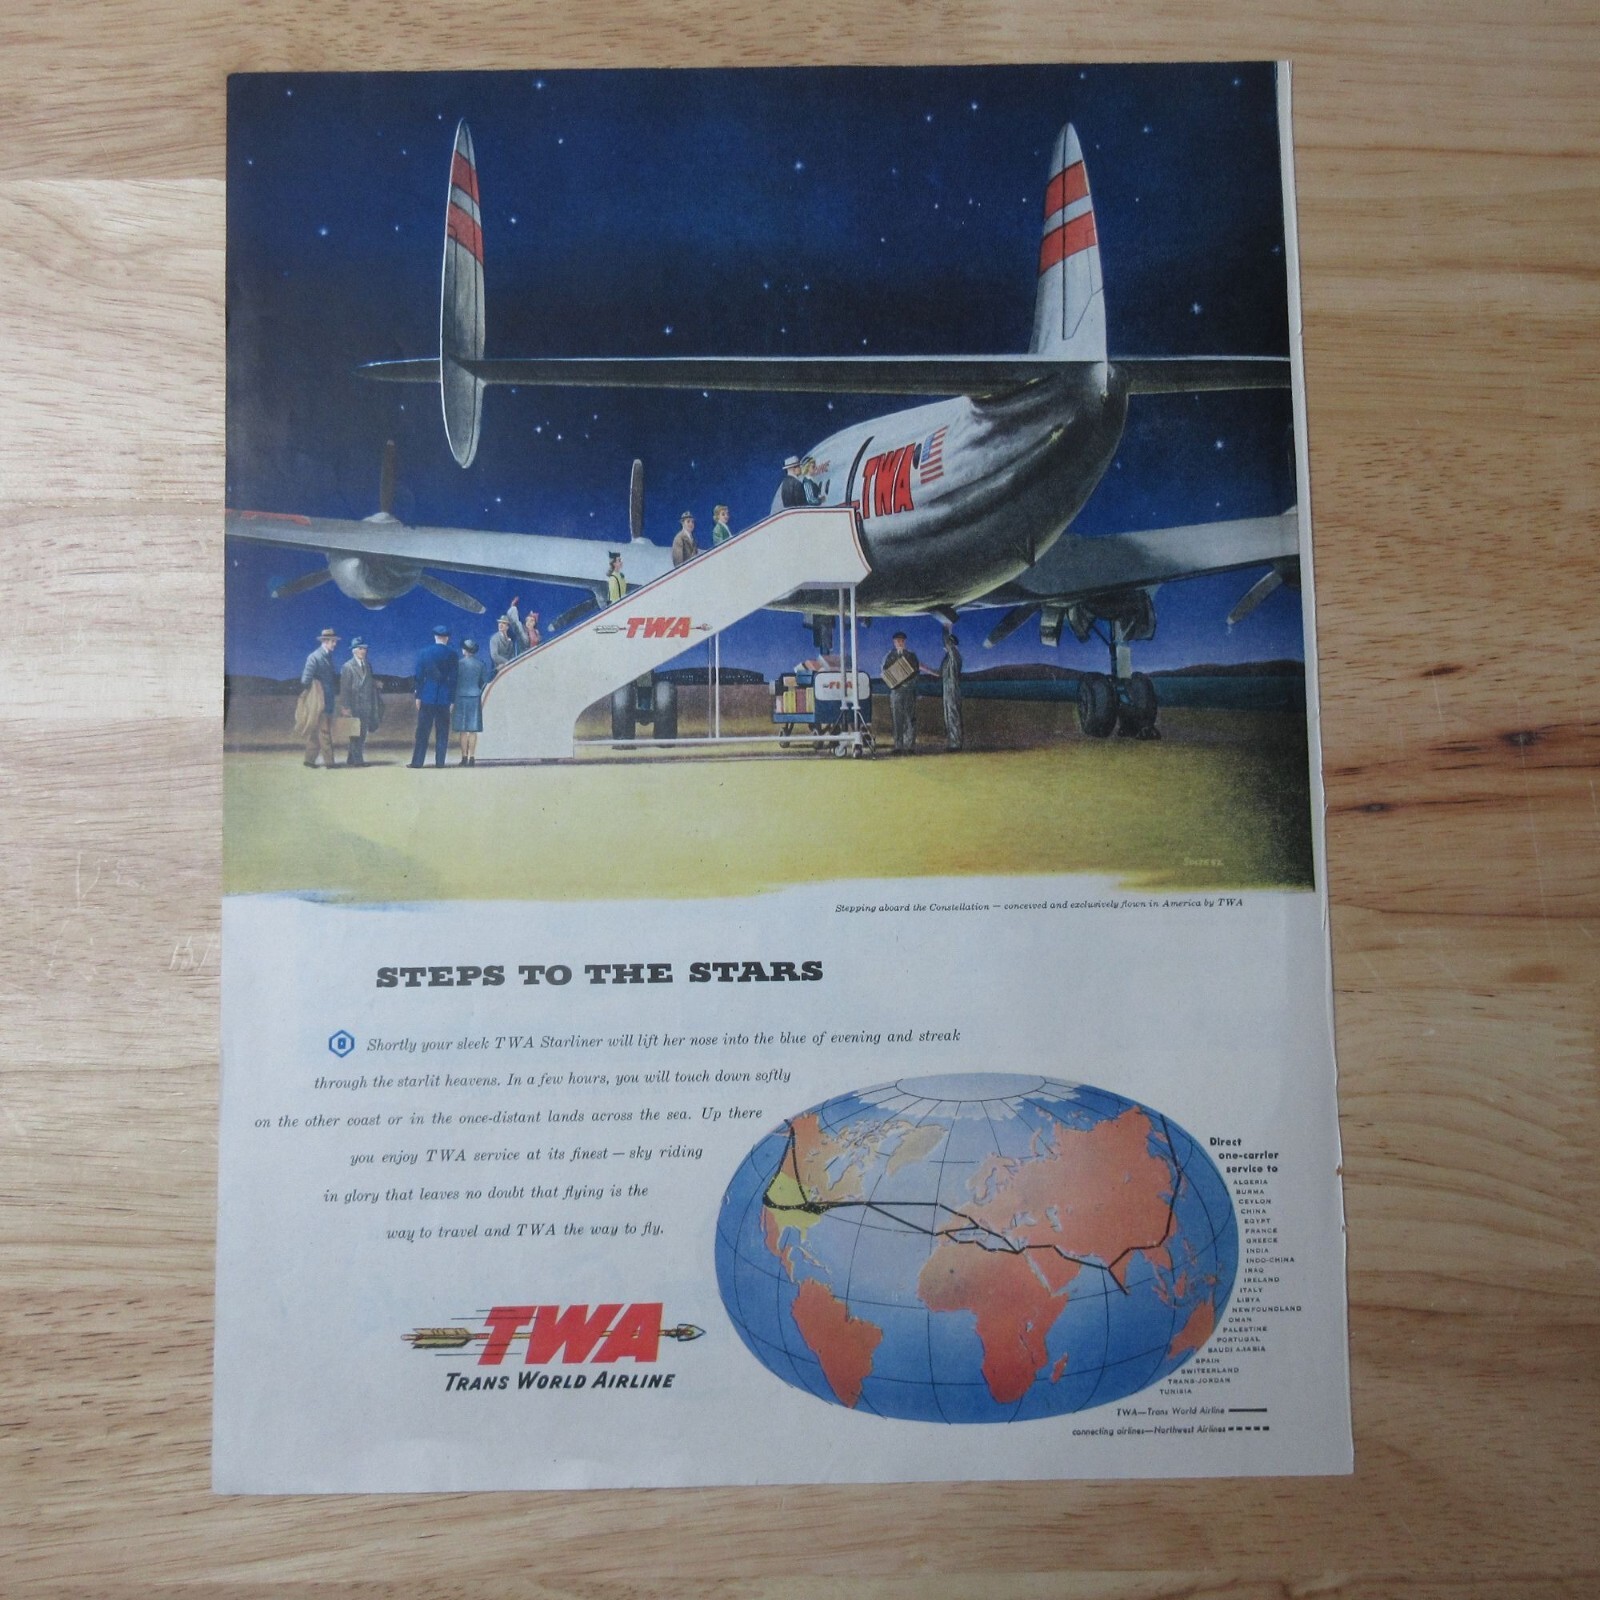 TWA
TWA
TWA
Stepping aboard the Constellation — conceived and exclusively flown in America by TWA
STEPS TO THE STARS
Shortly your sleek TWA Starliner will lift her nose into the blue of evening and streak
through the starlit heavens. In a few hours, you will touch down softly
on the other coast or in the once-distant lands across the sea. Up there
you enjoy TWA service at its finest — sky riding
in glory that leaves no doubt that flying is the
way to travel and TWA the way to fly.
Direct
one-carrier
service to
ALGERIA
BURMA
CEYLON
CHINA
EGYPT
FRANCE
GREECE
INDIA
INDO-CHINA
IRAQ
IRELAND
ITALY
LIBYA
NEWFOUNDLAND
OMAN
PALESTINE
PORTUGAL
SAUDI ARABIA
SPAIN
SWITZERLAND
TRANS-JORDAN
TUNISIA
TWA
TRANS WORLD AIRLINE
TWA—Trans World Airline
connecting airlines—Northwest Airlines